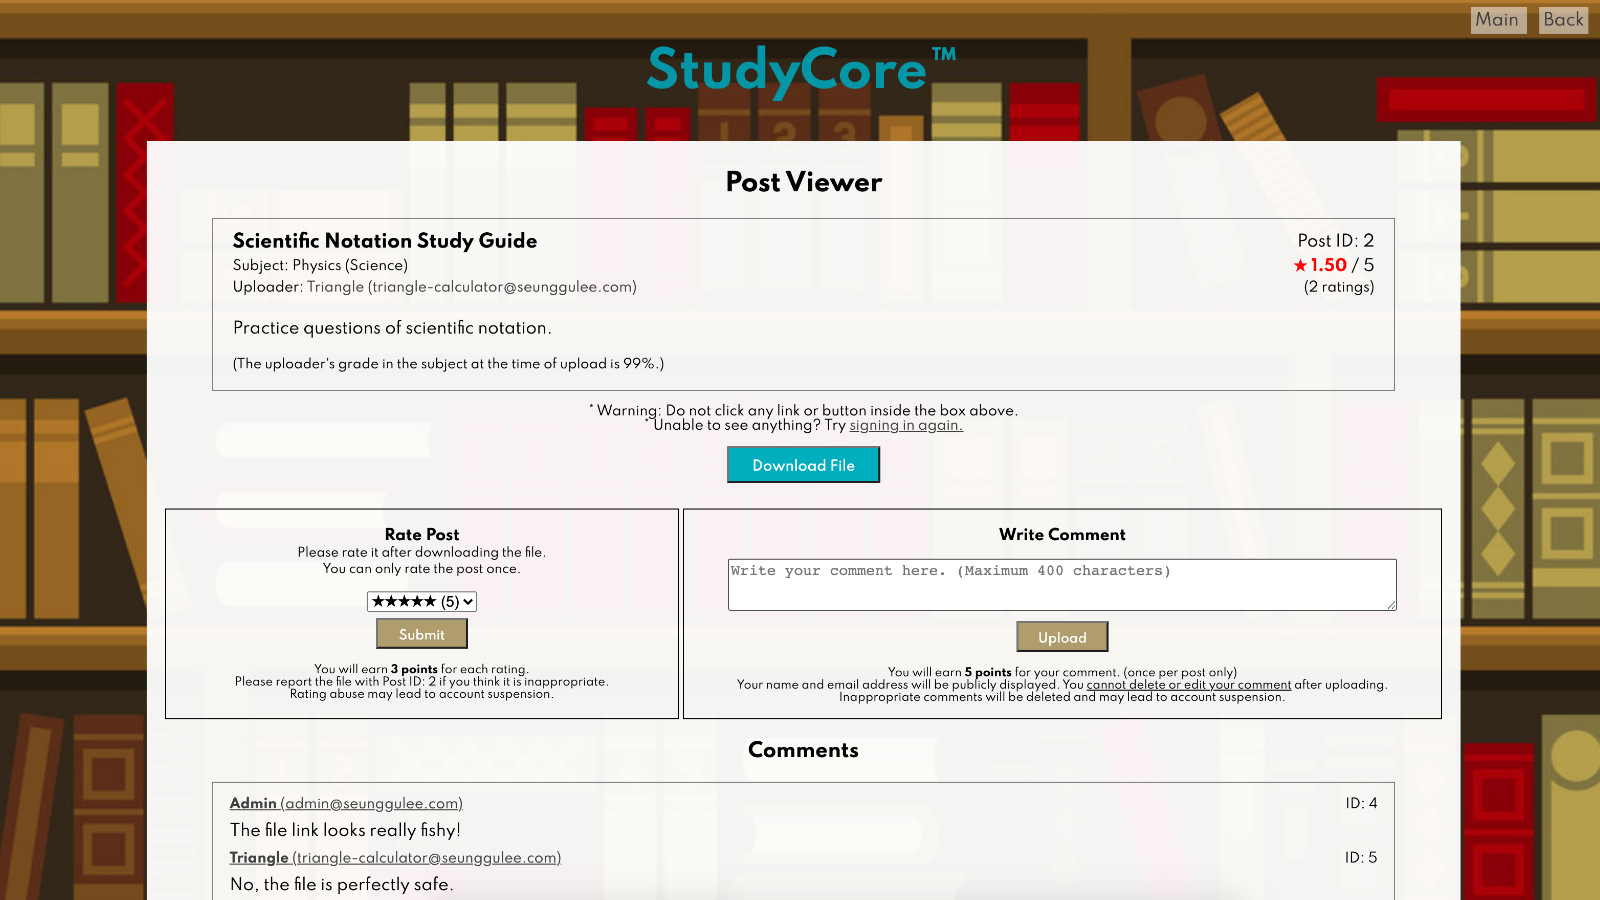 Main Back
StudyCore™
1 2 3
Post Viewer
Scientific Notation Study Guide
Post ID: 2
Subject: Physics (Science)
★1.50 / 5
Uploader: Triangle (triangle-calculator@seunggulee.com)
(2 ratings)
Practice questions of scientific notation.
(The uploader's grade in the subject at the time of upload is 99%.)
* Warning: Do not click any link or button inside the box above.
* Unable to see anything? Try signing in again.
Download File
Rate Post
Please rate it after downloading the file.
You can only rate the post once.
★★★★★ (5)
Submit
You will earn 3 points for each rating.
Please report the file with Post ID: 2 if you think it is inappropriate.
Rating abuse may lead to account suspension.
Write Comment
Write your comment here. (Maximum 400 characters)
Upload
You will earn 5 points for your comment. (once per post only)
Your name and email address will be publicly displayed. You cannot delete or edit your comment after uploading.
Inappropriate comments will be deleted and may lead to account suspension.
Comments
Admin (admin@seunggulee.com)
ID: 4
The file link looks really fishy!
Triangle (triangle-calculator@seunggulee.com)
ID: 5
No, the file is perfectly safe.